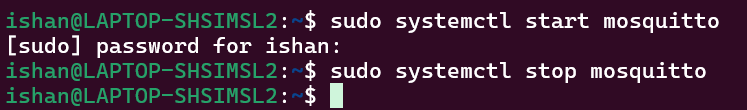 ishan@LAPTOP-SHSIMSL2:~$ sudo systemctl start mosquitto
[sudo] password for ishan:
ishan@LAPTOP-SHSIMSL2:~$ sudo systemctl stop mosquitto
ishan@LAPTOP-SHSIMSL2:~$